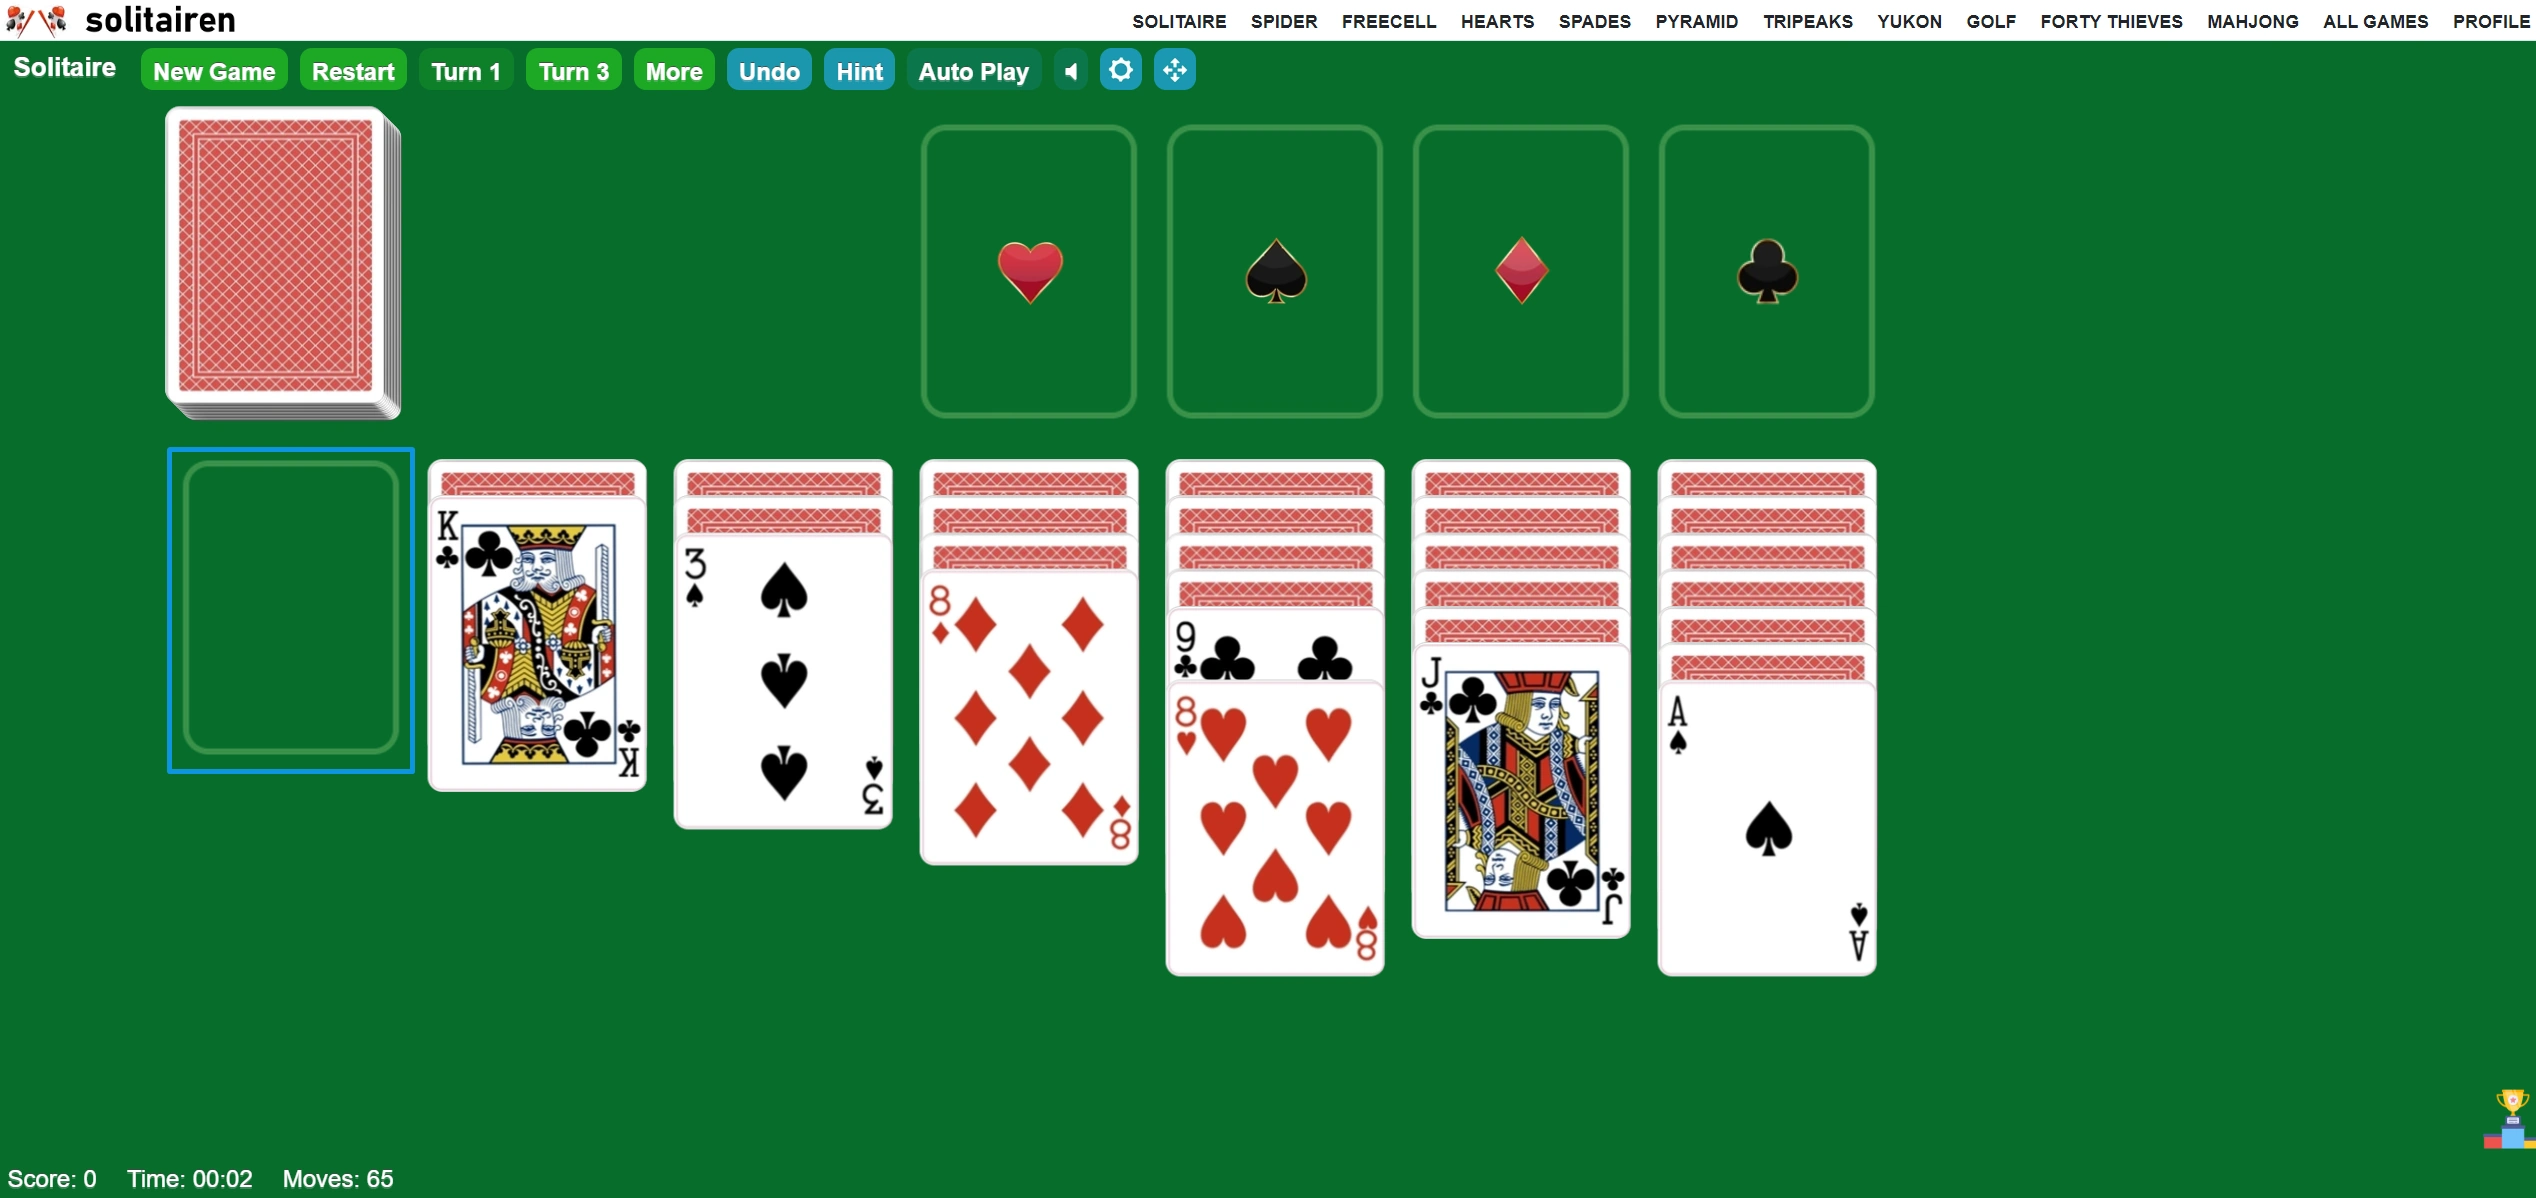 solitairen
SOLITAIRE SPIDER FREECELL HEARTS SPADES PYRAMID TRIPEAKS YUKON GOLF FORTY THIEVES MAHJONG ALL GAMES PROFILE
Solitaire New Game Restart Turn 1 Turn 3 More Undo Hint Auto Play
K K
3 3
8 8
9
8 8
J J
A A
Score: 0 Time: 00:02 Moves: 65